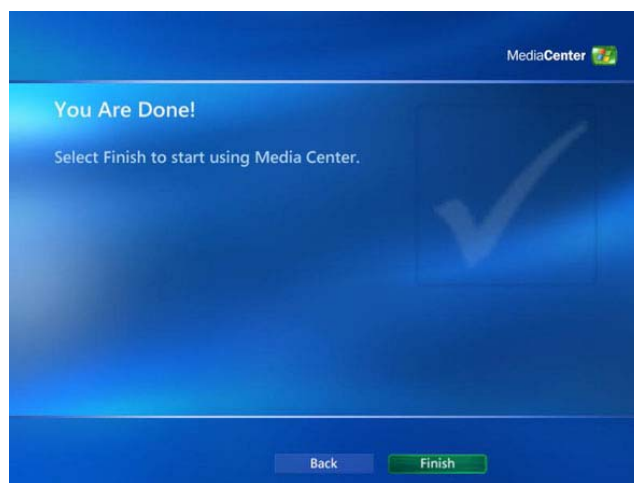 MediaCenter
You Are Done!
Select Finish to start using Media Center.
Back Finish